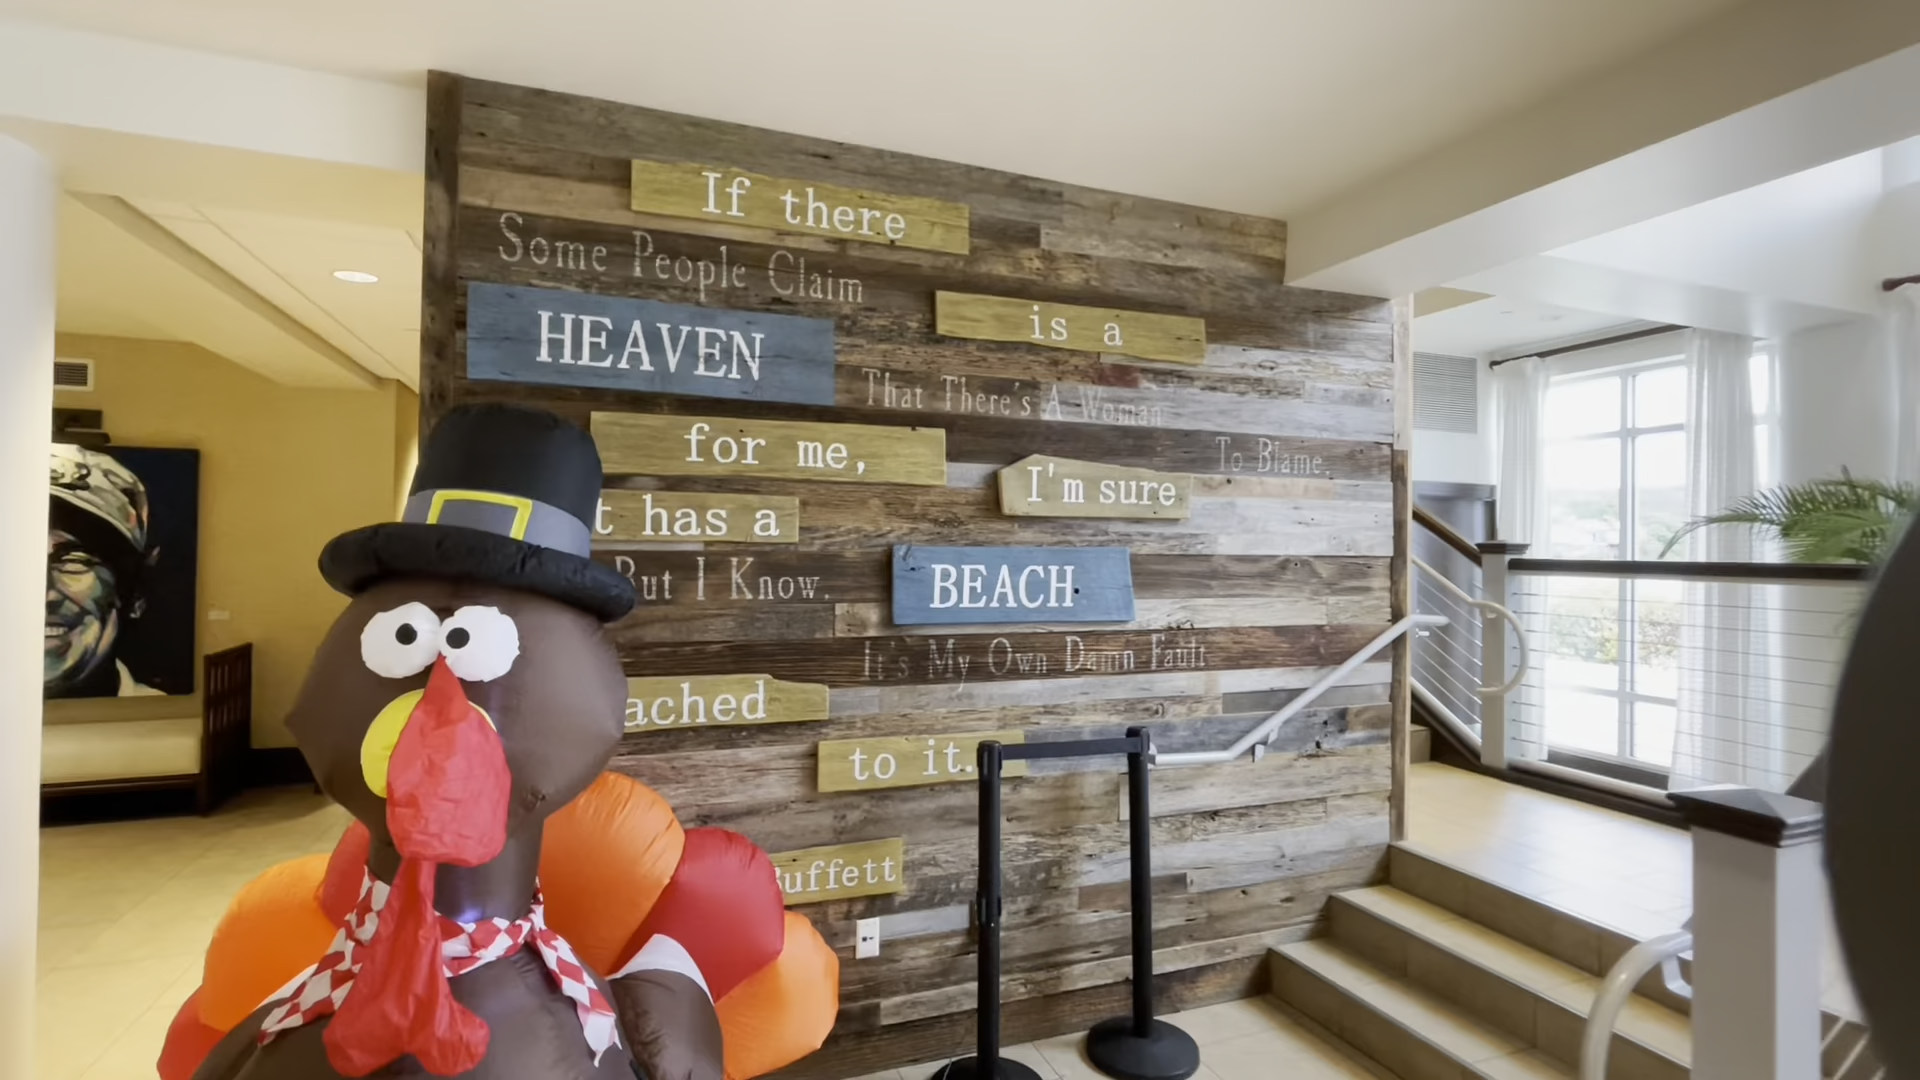 If there
Some People Claim
HEAVEN
is a
That There's A Woman
for me,
To Blame,
I'm sure
t has a
But I Know.
BEACH
It's My Own Damn Fault
ached
to it.
Buffett